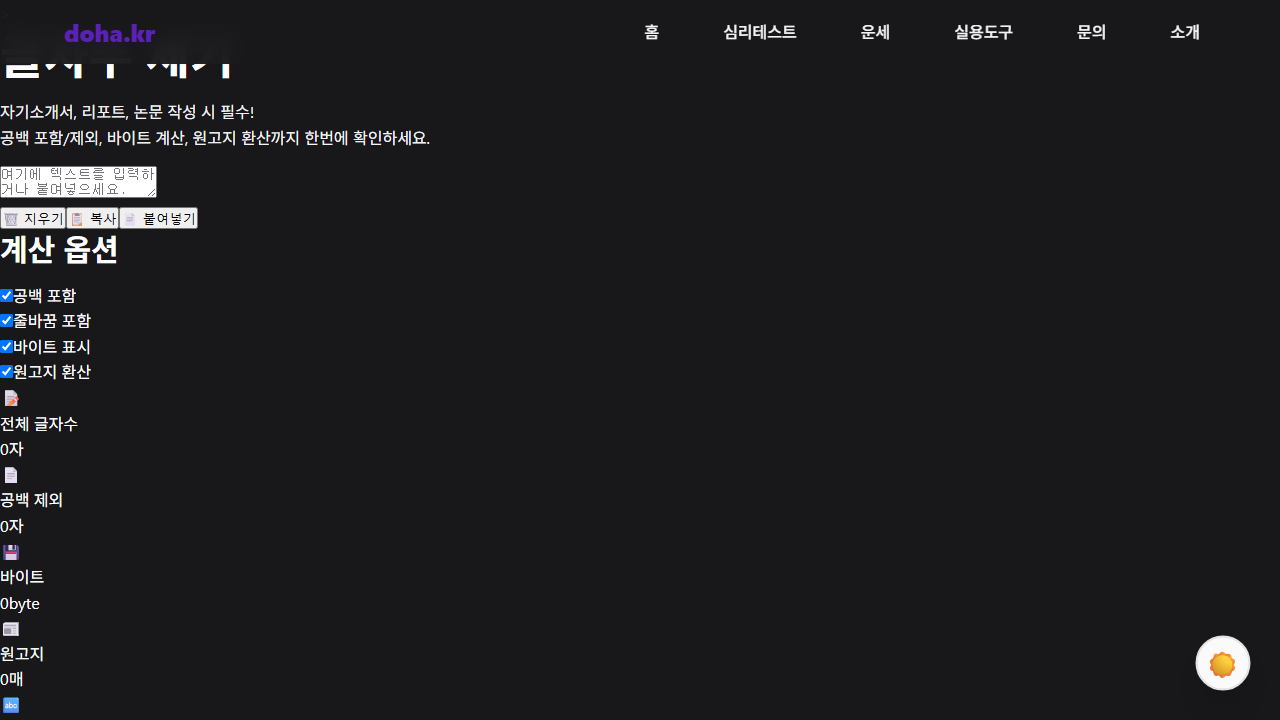 doha.kr
홈
심리테스트
운세
실용도구
문의
소개
자기소개서, 리포트, 논문 작성 시 필수!
공백 포함/제외, 바이트 계산, 원고지 환산까지 한번에 확인하세요.
여기에 텍스트를 입력하
거나 붙여넣으세요.
지우기
복사
붙여넣기
계산 옵션
공백 포함
줄바꿈 포함
바이트 표시
원고지 환산
전체 글자수
0자
공백 제외
0자
바이트
0byte
원고지
0매
abc